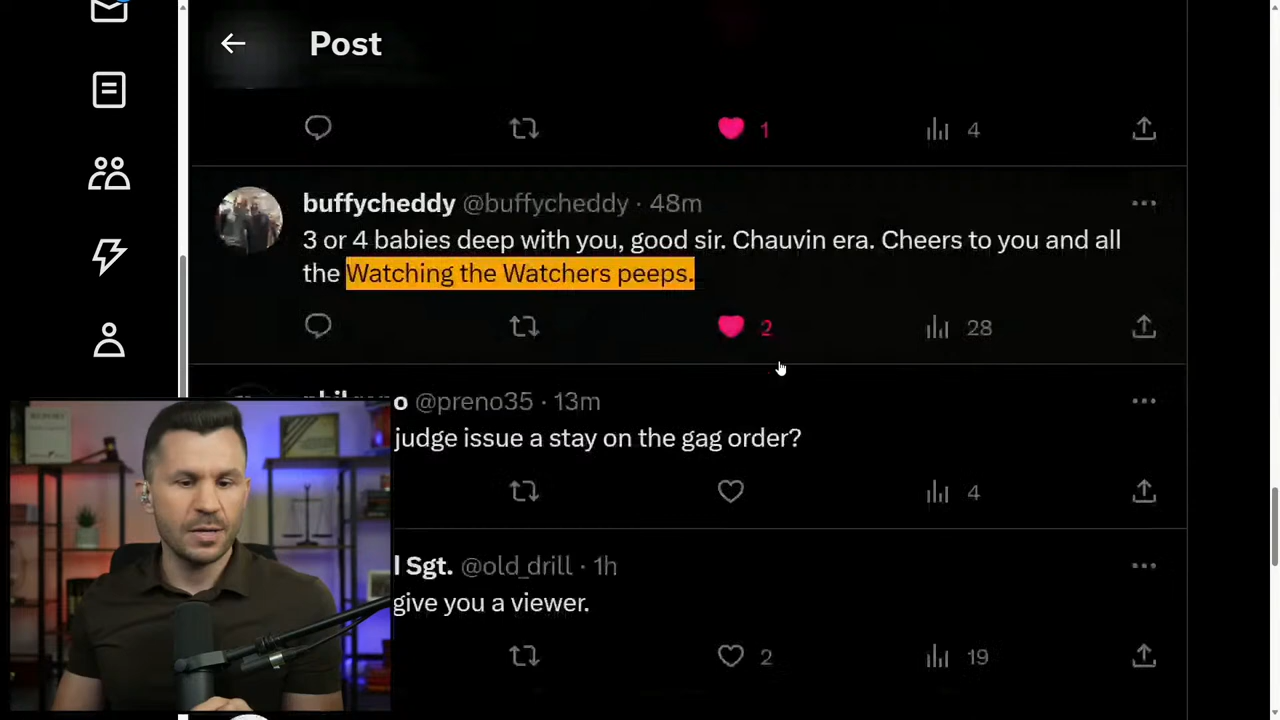 Post
1
4
buffycheddy @buffycheddy · 48m
3 or 4 babies deep with you, good sir. Chauvin era. Cheers to you and all
the Watching the Watchers peeps.
2
28
@preno35 · 13m
judge issue a stay on the gag order?
4
l Sgt. @old_drill · 1h
give you a viewer.
2
19